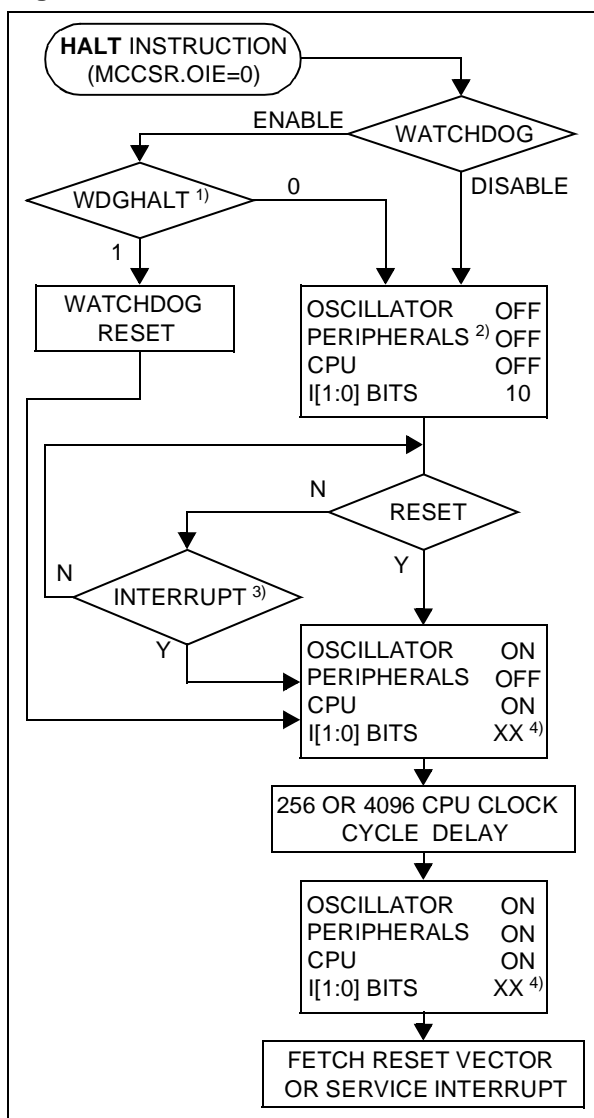 HALT INSTRUCTION
(MCCSR.OIE=0)
ENABLE
WATCHDOG
WDGHALT 1)
0
DISABLE
1
WATCHDOG
RESET
OSCILLATOR OFF
PERIPHERALS 2) OFF
CPU OFF
I[1:0] BITS 10
N
RESET
Y
N
INTERRUPT 3)
Y
OSCILLATOR ON
PERIPHERALS OFF
CPU ON
I[1:0] BITS XX 4)
256 OR 4096 CPU CLOCK
CYCLE DELAY
OSCILLATOR ON
PERIPHERALS ON
CPU ON
I[1:0] BITS XX 4)
FETCH RESET VECTOR
OR SERVICE INTERRUPT